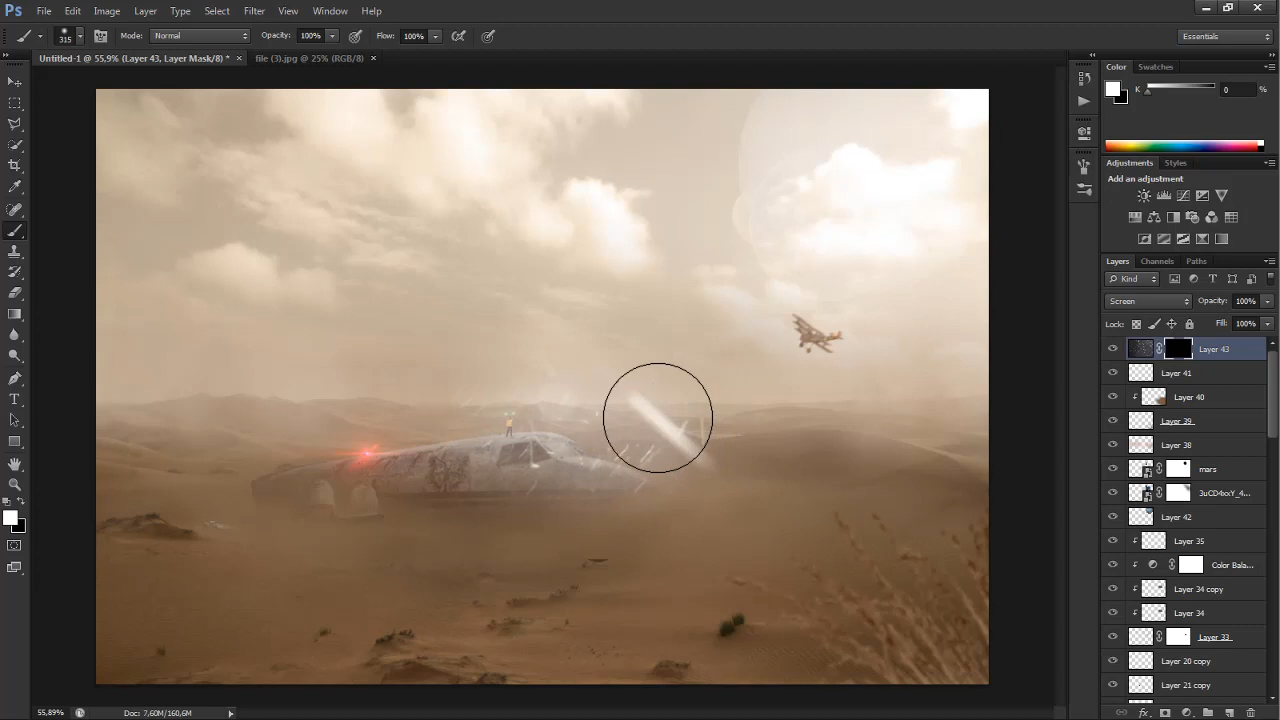 Ps File Edit Image Layer Type Select Filter View Window Help
315 Mode: Normal Opacity: 100% Flow: 100% Essentials
Untitled-1 @ 55,9% (Layer 43, Layer Mask/8) * × file (3).jpg @ 25% (RGB/8) ×
Color Swatches
K 0 %
Adjustments Styles
Add an adjustment
Layers Channels Paths
Kind
Screen Opacity: 100%
Lock: Fill: 100%
Layer 43
Layer 41
Layer 40
Layer 39
Layer 38
mars
3uCD4xxY_4...
Layer 42
Layer 35
Color Bala...
Layer 34 copy
Layer 34
Layer 33
Layer 20 copy
Layer 21 copy
55,89% Doc: 7,60M/160,6M